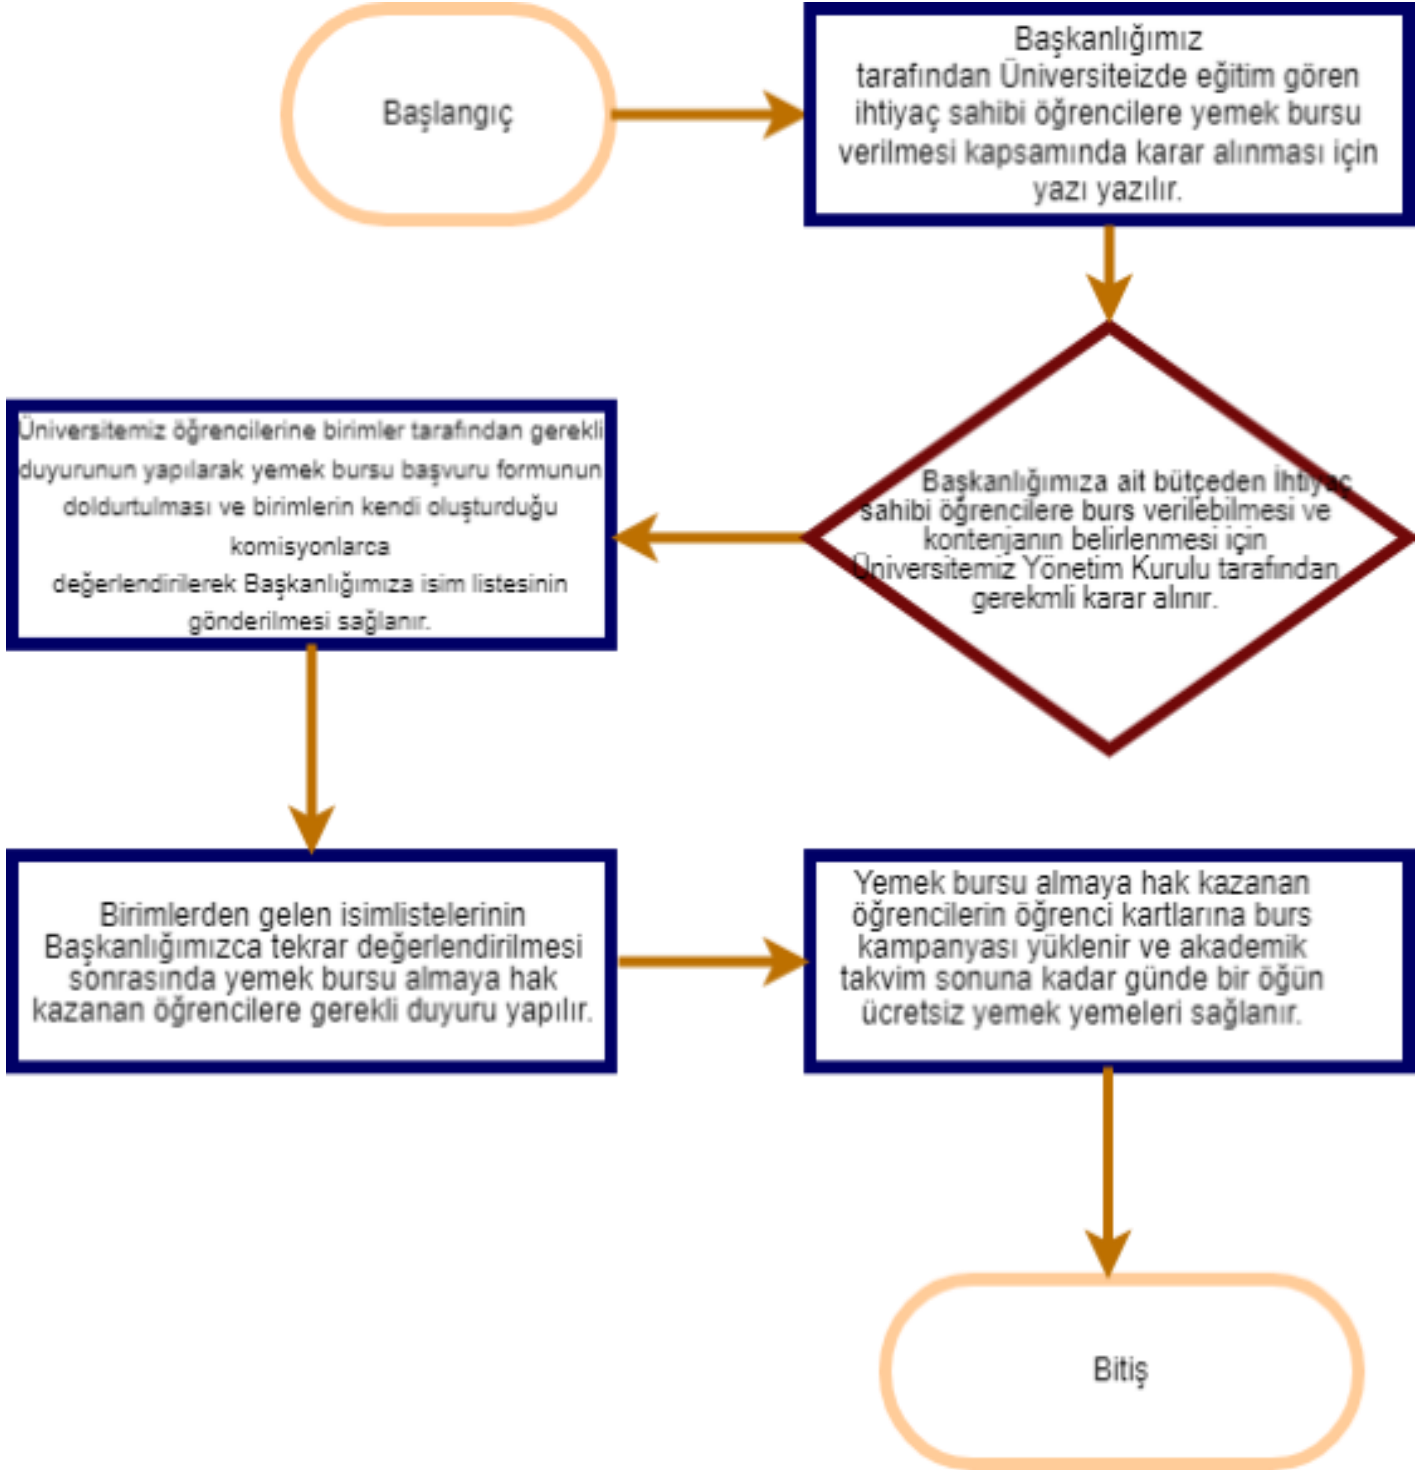 Başlangıç
Başkanlığımız
tarafından Üniversiteizde eğitim gören
ihtiyaç sahibi öğrencilere yemek bursu
verilmesi kapsamında karar alınması için
yazı yazılır.
Başkanlığımıza ait bütçeden İhtiyaç
sahibi öğrencilere burs verilebilmesi ve
kontenjanın belirlenmesi için
Üniversitemiz Yönetim Kurulu tarafından
gerekmli karar alınır.
Üniversitemiz öğrencilerine birimler tarafından gerekli
duyurunun yapılarak yemek bursu başvuru formunun
doldurtulması ve birimlerin kendi oluşturduğu
komisyonlarca
değerlendirilerek Başkanlığımıza isim listesinin
gönderilmesi sağlanır.
Birimlerden gelen isimlistelerinin
Başkanlığımızca tekrar değerlendirilmesi
sonrasında yemek bursu almaya hak
kazanan öğrencilere gerekli duyuru yapılır.
Yemek bursu almaya hak kazanan
öğrencilerin öğrenci kartlarına burs
kampanyası yüklenir ve akademik
takvim sonuna kadar günde bir öğün
ücretsiz yemek yemeleri sağlanır.
Bitiş